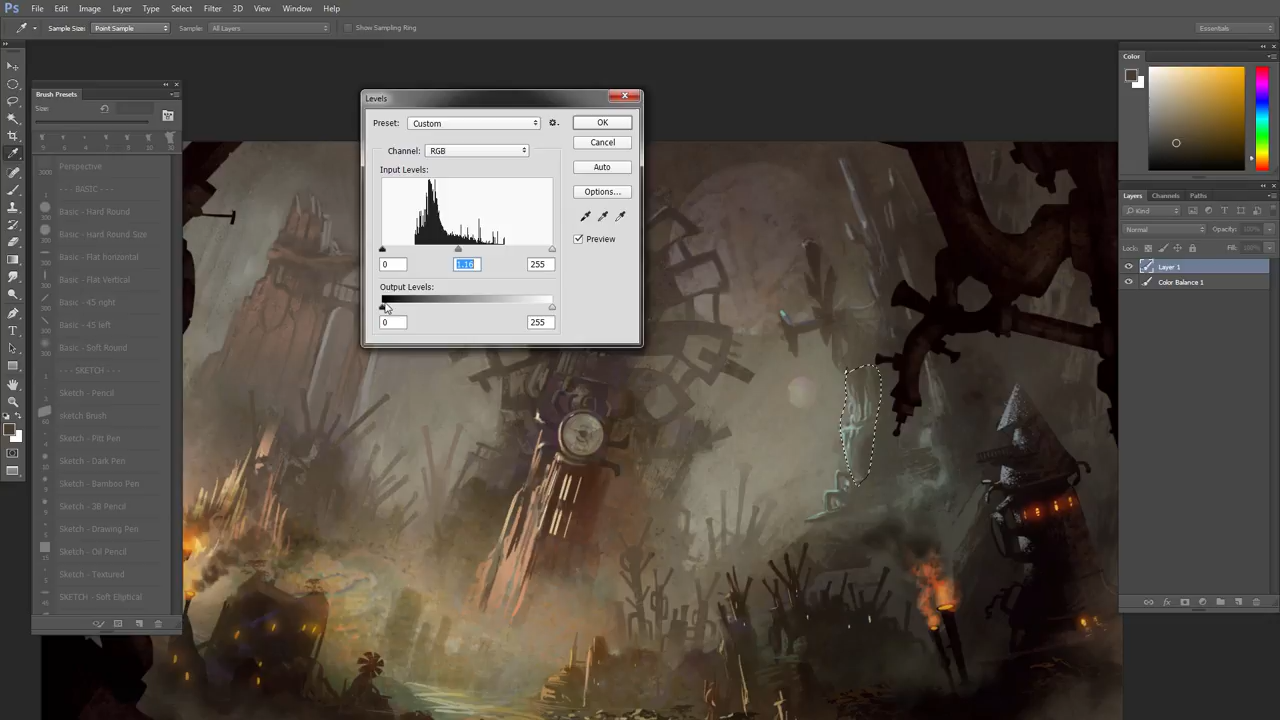 Ps File Edit Image Layer Type Select Filter 3D View Window Help
Sample Size: Point Sample Sample: All Layers Show Sampling Ring Essentials
Brush Presets
Size:
Perspective
- - - BASIC - - -
Basic - Hard Round
Basic - Hard Round Size
Basic - Flat horizontal
Basic - Flat Vertical
Basic - 45 right
Basic - 45 left
Basic - Soft Round
- - - SKETCH - - -
Sketch - Pencil
sketch Brush
Sketch - Pitt Pen
Sketch - Dark Pen
Sketch - Bamboo Pen
Sketch - 3B Pencil
Sketch - Drawing Pen
Sketch - Oil Pencil
Sketch - Textured
SKETCH - Soft Elliptical
Levels
Preset: Custom
Channel: RGB
Input Levels:
0 1.16 255
Output Levels:
0 255
OK
Cancel
Auto
Options...
Preview
Color
Layers Channels Paths
Kind
Normal Opacity:
Lock: Fill:
Layer 1
Color Balance 1